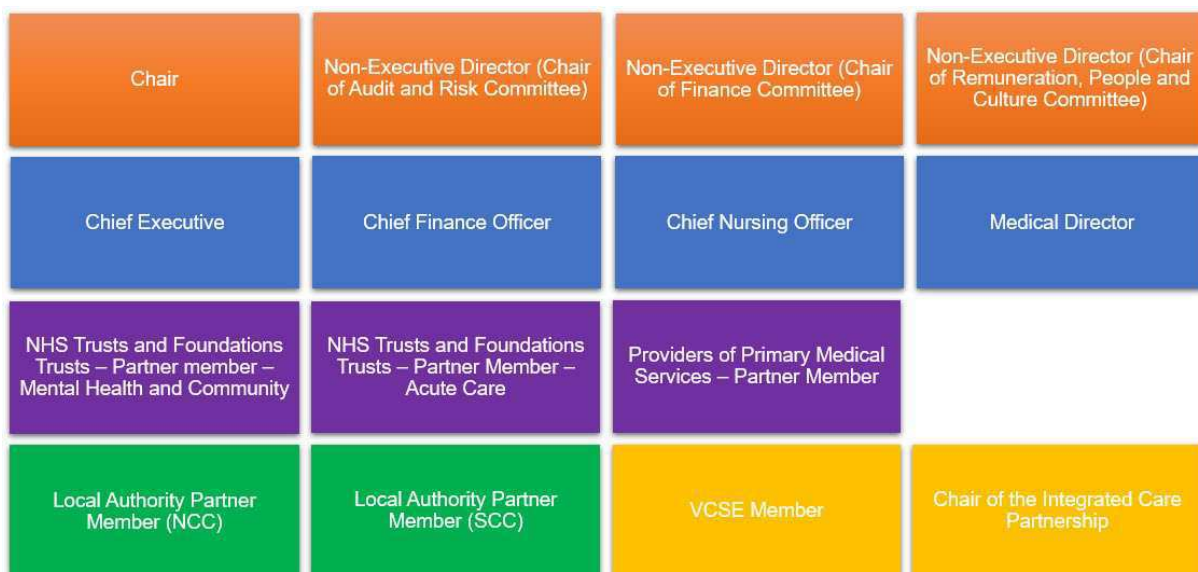 Chair
Non-Executive Director (Chair
of Audit and Risk Committee)
Non-Executive Director (Chair
of Finance Committee)
Non-Executive Director (Chair
of Remuneration, People and
Culture Committee)
Chief Executive
Chief Finance Officer
Chief Nursing Officer
Medical Director
NHS Trusts and Foundations
Trusts – Partner member –
Mental Health and Community
NHS Trusts and Foundations
Trusts – Partner Member –
Acute Care
Providers of Primary Medical
Services – Partner Member
Local Authority Partner
Member (NCC)
Local Authority Partner
Member (SCC)
VCSE Member
Chair of the Integrated Care
Partnership